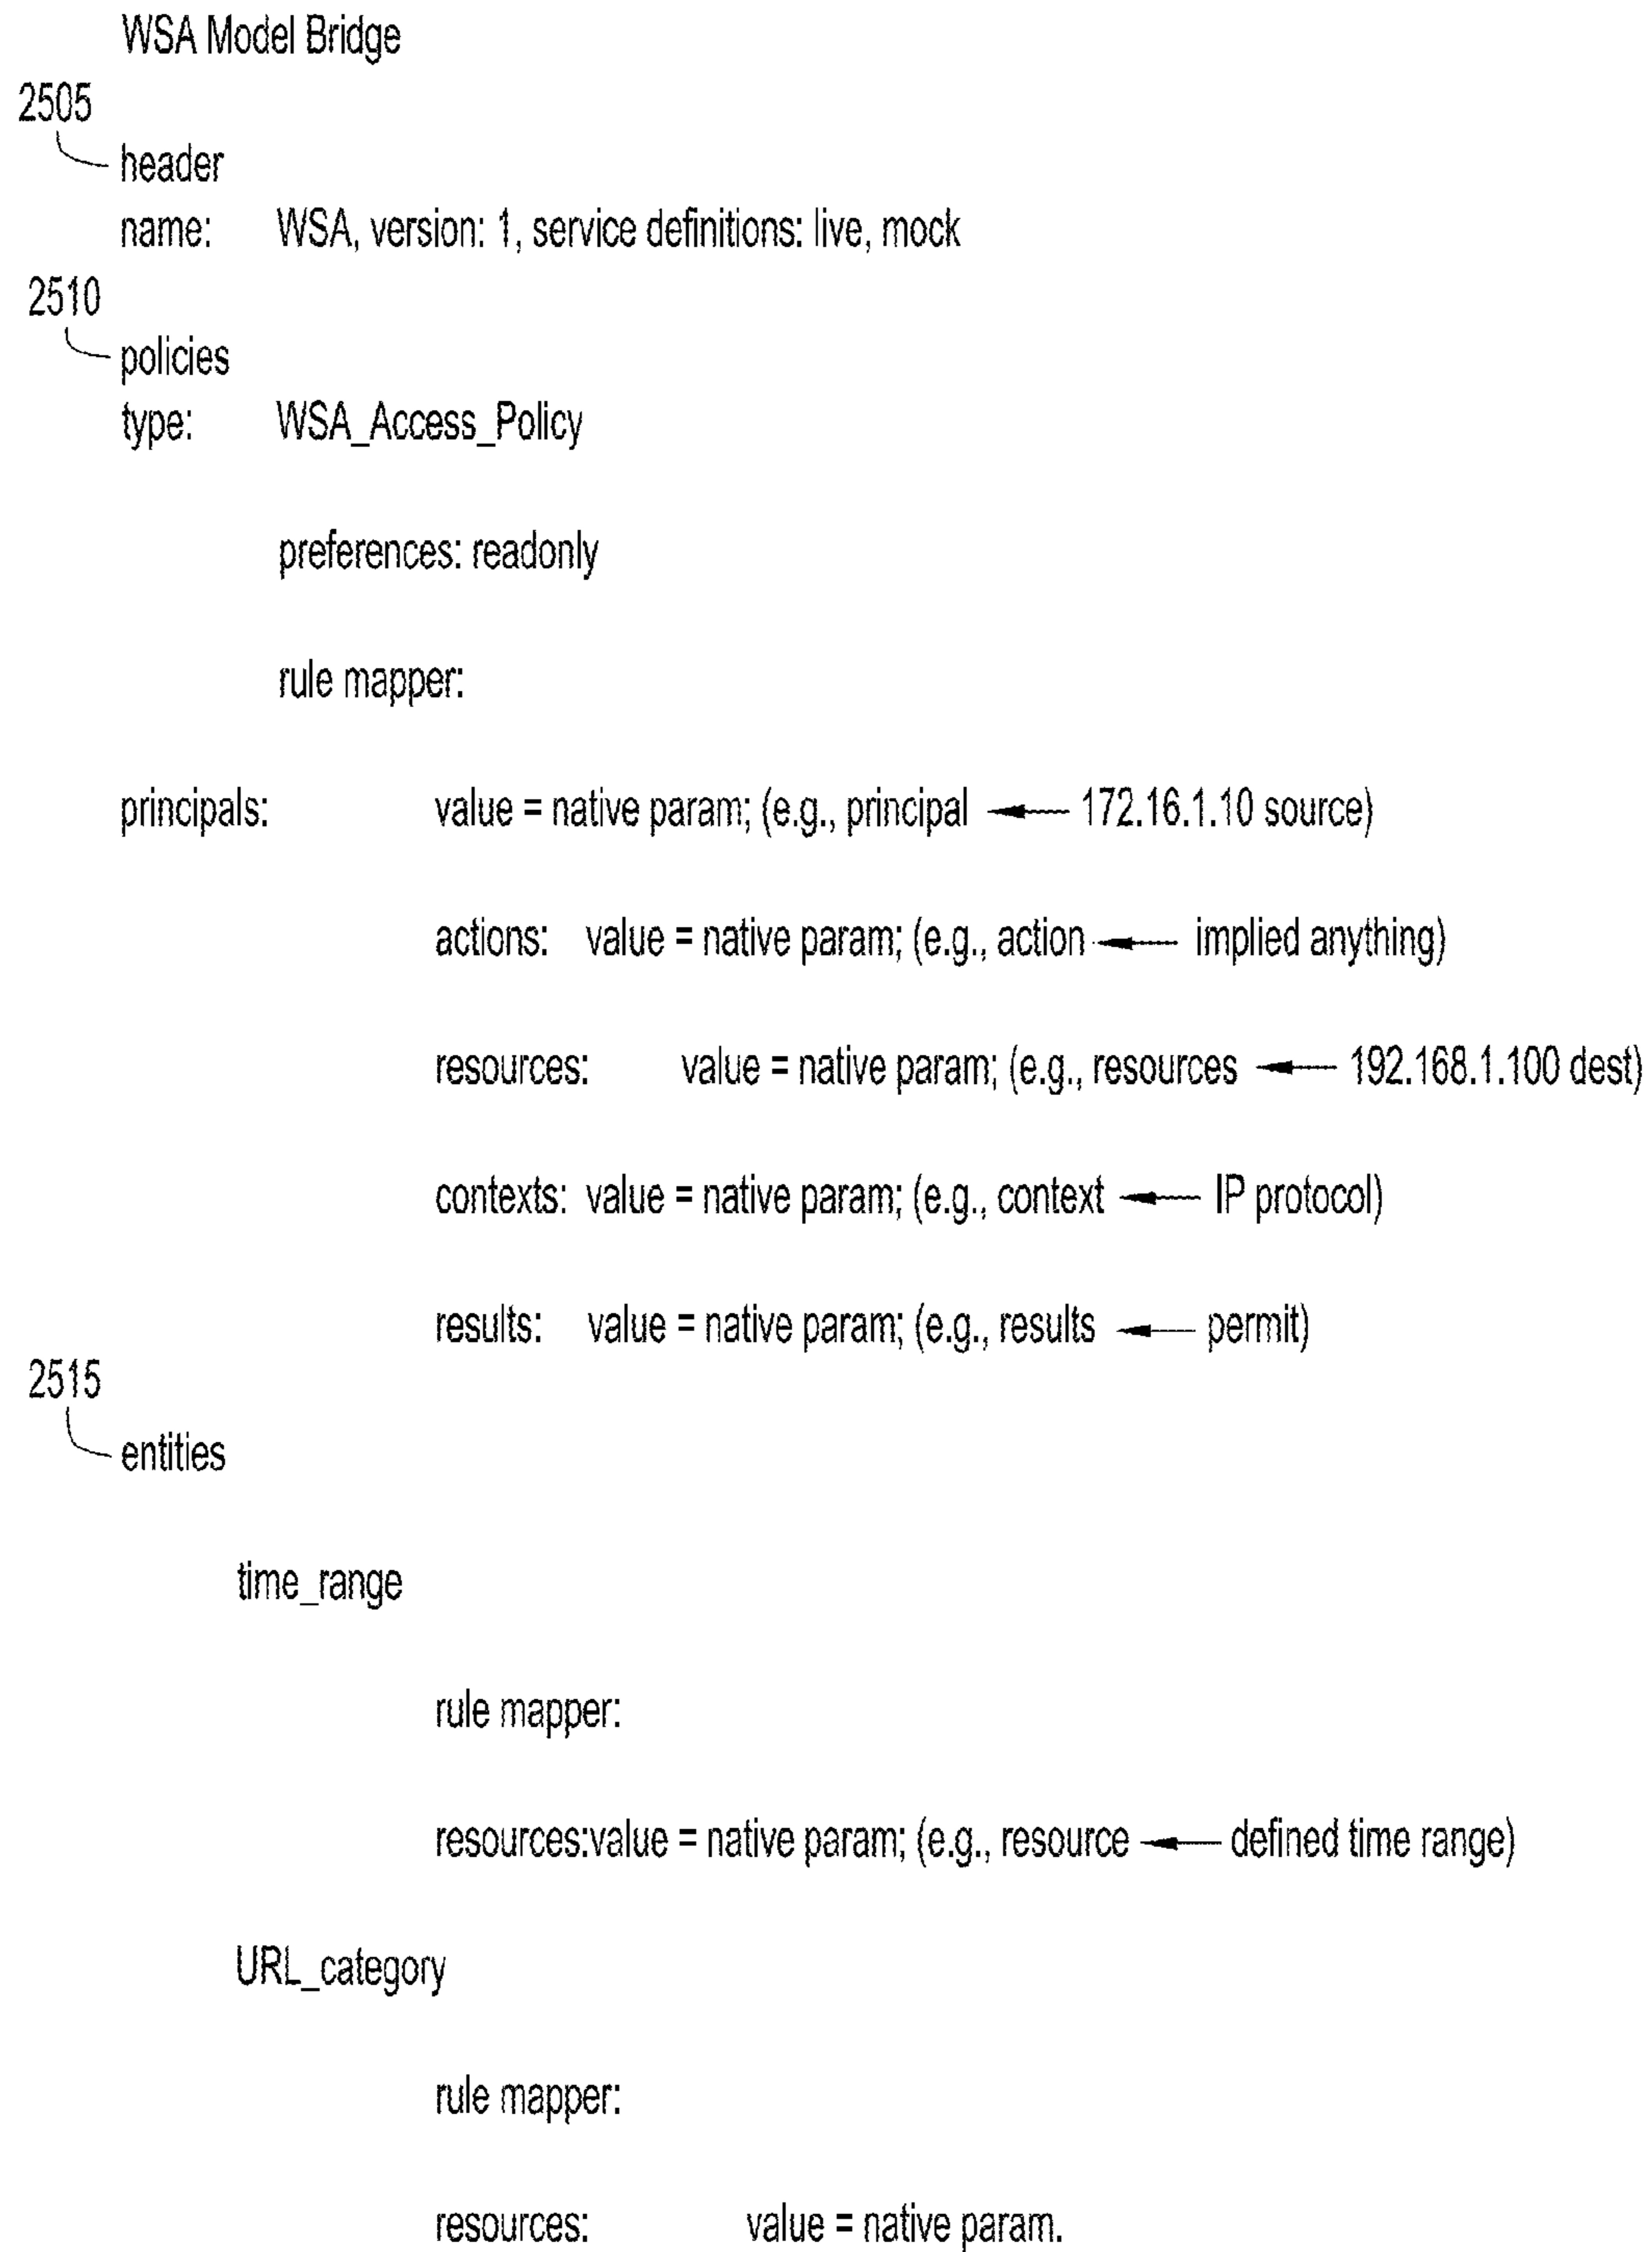 WSA Model Bridge
2505
header
name: WSA, version: 1, service definitions: live, mock
2510
policies
type: WSA_Access_Policy
preferences: readonly
rule mapper:
principals: value = native param; (e.g., principal ← 172.16.1.10 source)
actions: value = native param; (e.g., action ← implied anything)
resources: value = native param; (e.g., resources ← 192.168.1.100 dest)
contexts: value = native param; (e.g., context ← IP protocol)
results: value = native param; (e.g., results ← permit)
2515
entities
time_range
rule mapper:
resources:value = native param; (e.g., resource ← defined time range)
URL_category
rule mapper:
resources: value = native param.